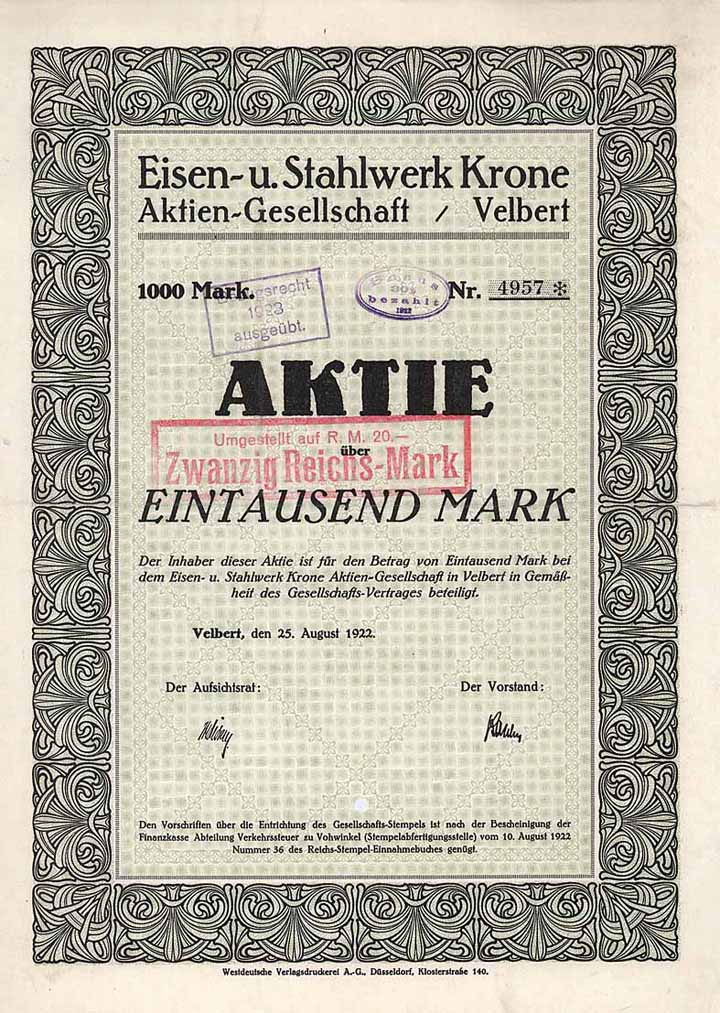 Eisen- u. Stahlwerk Krone
Aktien-Gesellschaft / Velbert
1000 Mark.
1923
ausgeübt.
30%
bezahlt
1922
Nr. 4957 *
AKTIE
Umgestellt auf R. M. 20.—
über
Zwanzig Reichs-Mark
EINTAUSEND MARK
Der Inhaber dieser Aktie ist für den Betrag von Eintausend Mark bei
dem Eisen- u. Stahlwerk Krone Aktien-Gesellschaft in Velbert in Gemäß-
heit des Gesellschafts-Vertrages beteiligt.
Velbert, den 25. August 1922.
Der Aufsichtsrat: Der Vorstand:
Den Vorschriften über die Entrichtung des Gesellschafts-Stempels ist nach der Bescheinigung der
Finanzkasse Abteilung Verkehrssteuer zu Vohwinkel (Stempelabfertigungsstelle) vom 10. August 1922
Nummer 36 des Reichs-Stempel-Einnahmebuches genügt.
Westdeutsche Verlagsdruckerei A.-G., Düsseldorf, Klosterstraße 140.